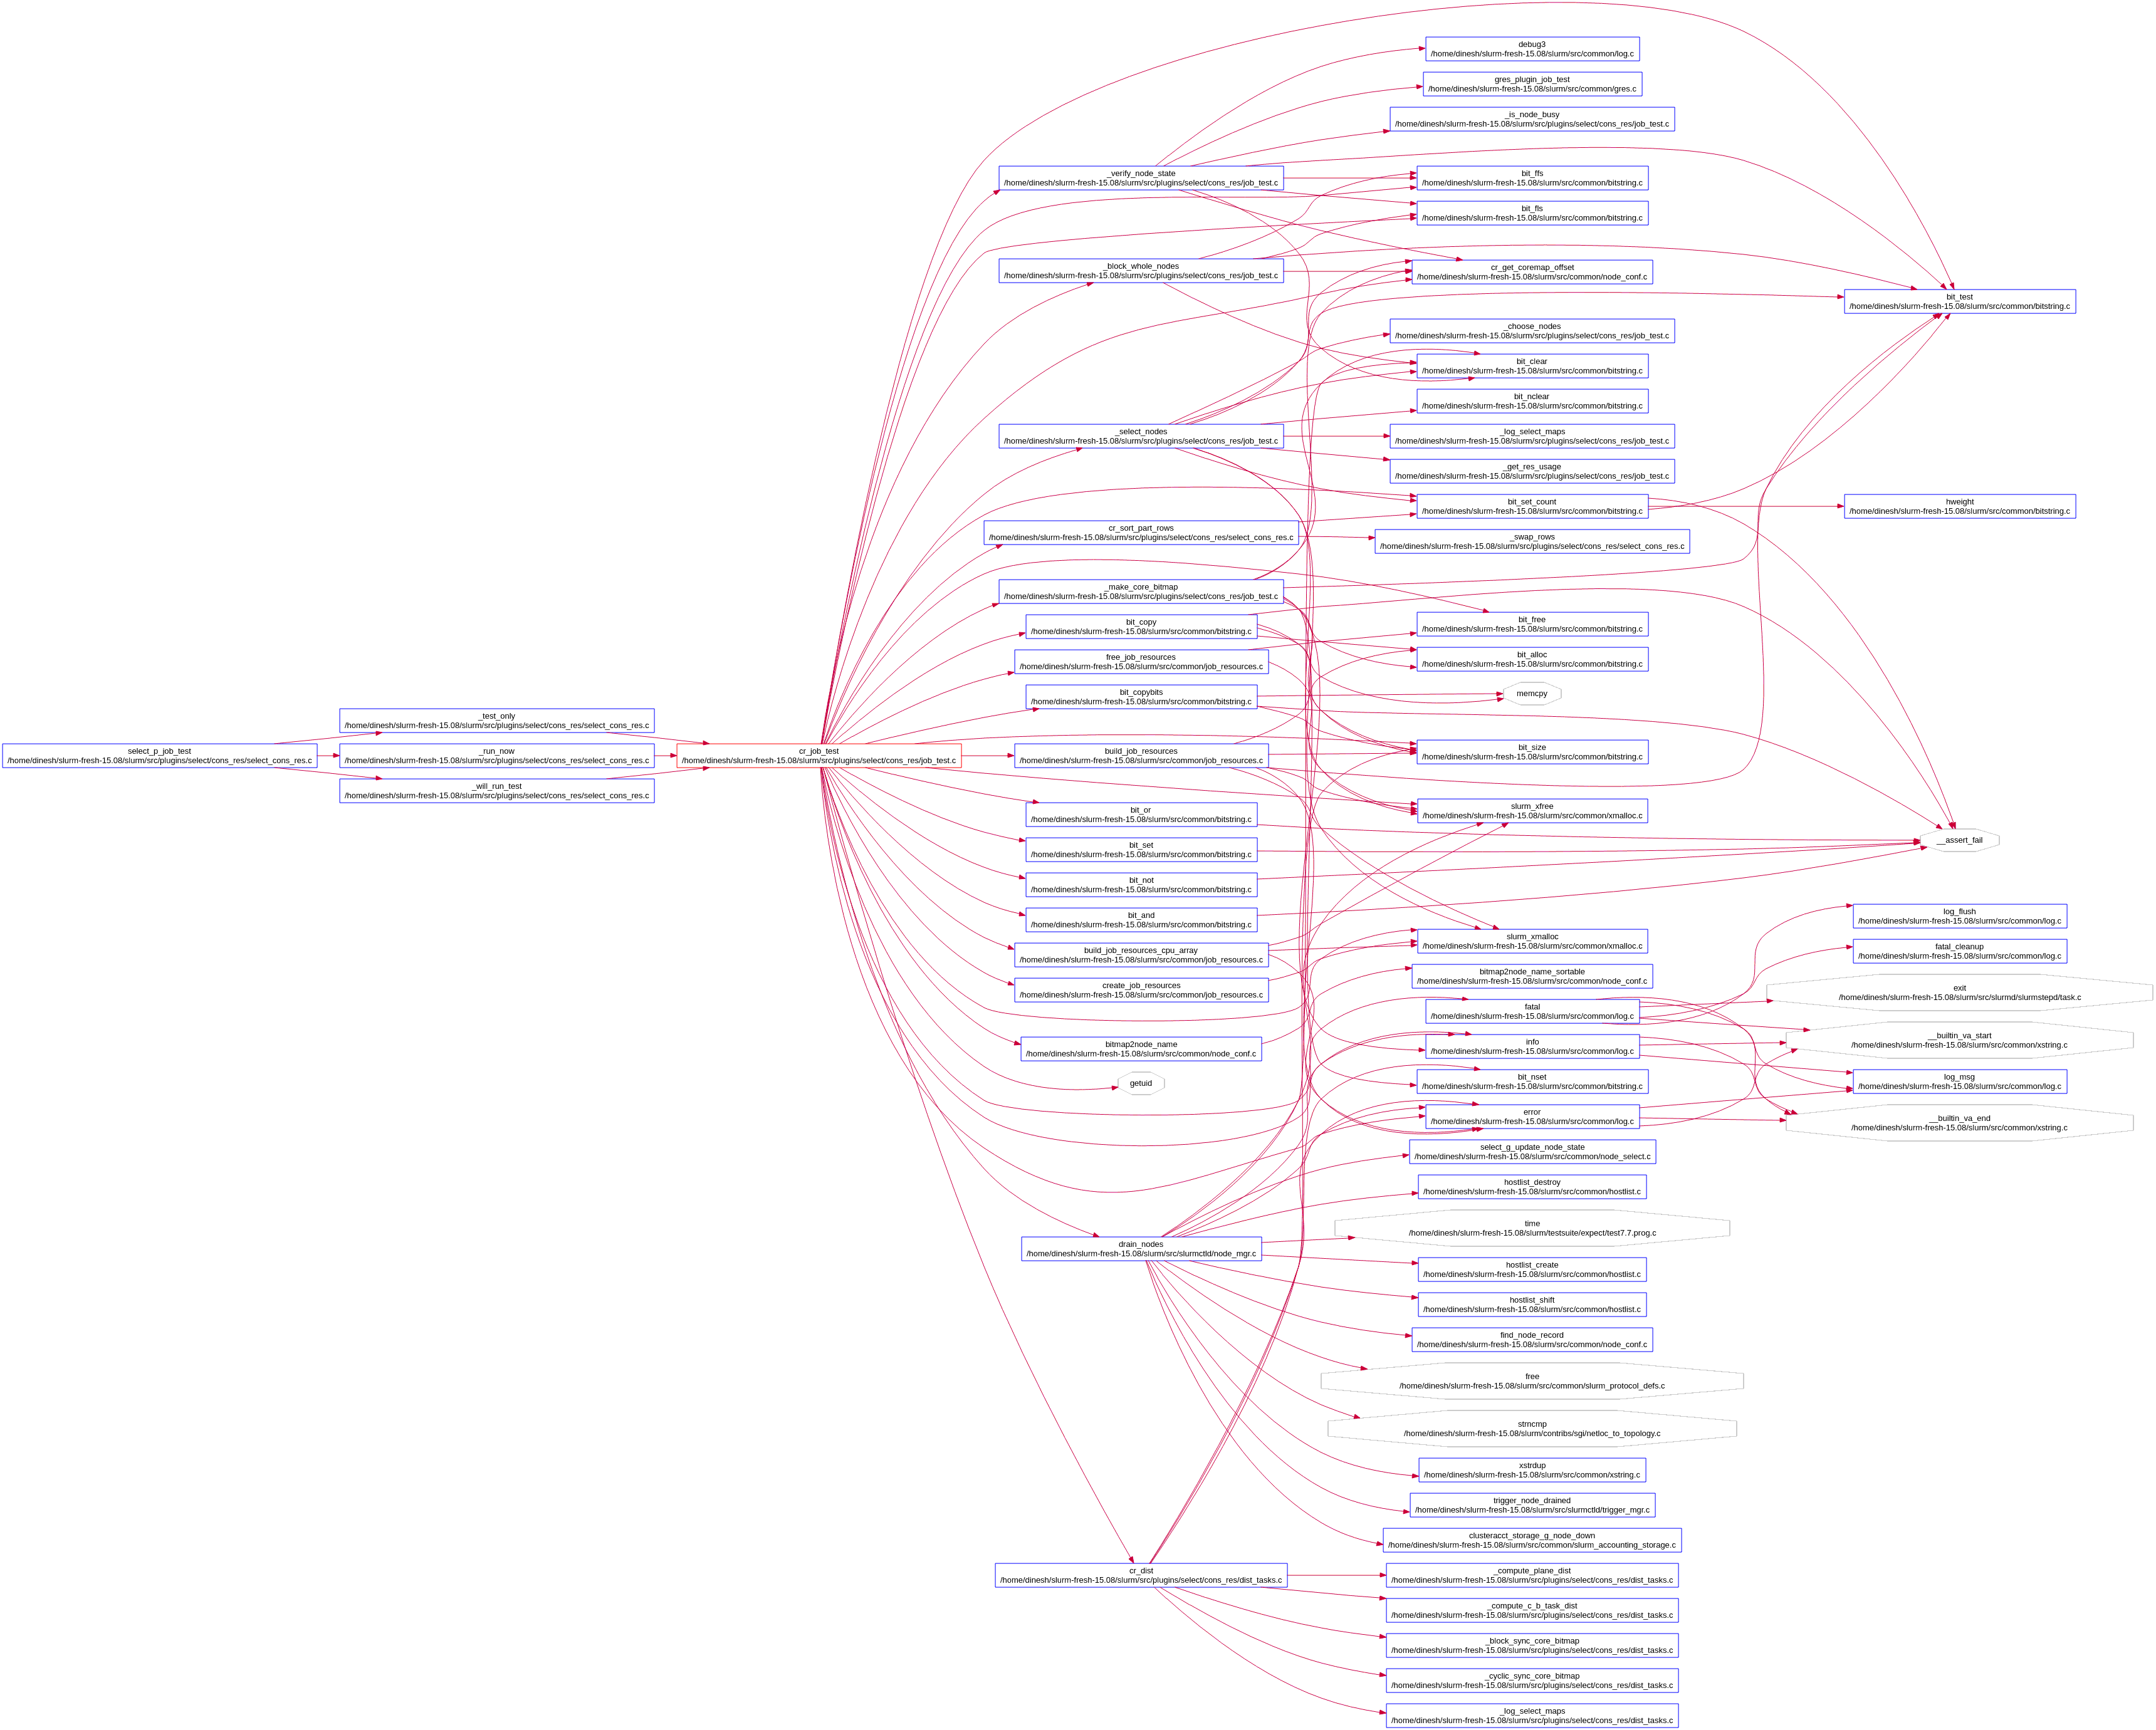 select_p_job_test
/home/dinesh/slurm-fresh-15.08/slurm/src/plugins/select/cons_res/select_cons_res.c
_test_only
/home/dinesh/slurm-fresh-15.08/slurm/src/plugins/select/cons_res/select_cons_res.c
_run_now
/home/dinesh/slurm-fresh-15.08/slurm/src/plugins/select/cons_res/select_cons_res.c
_will_run_test
/home/dinesh/slurm-fresh-15.08/slurm/src/plugins/select/cons_res/select_cons_res.c
cr_job_test
/home/dinesh/slurm-fresh-15.08/slurm/src/plugins/select/cons_res/job_test.c
_verify_node_state
/home/dinesh/slurm-fresh-15.08/slurm/src/plugins/select/cons_res/job_test.c
_block_whole_nodes
/home/dinesh/slurm-fresh-15.08/slurm/src/plugins/select/cons_res/job_test.c
_select_nodes
/home/dinesh/slurm-fresh-15.08/slurm/src/plugins/select/cons_res/job_test.c
cr_sort_part_rows
/home/dinesh/slurm-fresh-15.08/slurm/src/plugins/select/cons_res/select_cons_res.c
_make_core_bitmap
/home/dinesh/slurm-fresh-15.08/slurm/src/plugins/select/cons_res/job_test.c
bit_copy
/home/dinesh/slurm-fresh-15.08/slurm/src/common/bitstring.c
free_job_resources
/home/dinesh/slurm-fresh-15.08/slurm/src/common/job_resources.c
bit_copybits
/home/dinesh/slurm-fresh-15.08/slurm/src/common/bitstring.c
build_job_resources
/home/dinesh/slurm-fresh-15.08/slurm/src/common/job_resources.c
bit_or
/home/dinesh/slurm-fresh-15.08/slurm/src/common/bitstring.c
bit_set
/home/dinesh/slurm-fresh-15.08/slurm/src/common/bitstring.c
bit_not
/home/dinesh/slurm-fresh-15.08/slurm/src/common/bitstring.c
bit_and
/home/dinesh/slurm-fresh-15.08/slurm/src/common/bitstring.c
build_job_resources_cpu_array
/home/dinesh/slurm-fresh-15.08/slurm/src/common/job_resources.c
create_job_resources
/home/dinesh/slurm-fresh-15.08/slurm/src/common/job_resources.c
bitmap2node_name
/home/dinesh/slurm-fresh-15.08/slurm/src/common/node_conf.c
getuid
drain_nodes
/home/dinesh/slurm-fresh-15.08/slurm/src/slurmctld/node_mgr.c
cr_dist
/home/dinesh/slurm-fresh-15.08/slurm/src/plugins/select/cons_res/dist_tasks.c
debug3
/home/dinesh/slurm-fresh-15.08/slurm/src/common/log.c
gres_plugin_job_test
/home/dinesh/slurm-fresh-15.08/slurm/src/common/gres.c
_is_node_busy
/home/dinesh/slurm-fresh-15.08/slurm/src/plugins/select/cons_res/job_test.c
bit_ffs
/home/dinesh/slurm-fresh-15.08/slurm/src/common/bitstring.c
bit_fls
/home/dinesh/slurm-fresh-15.08/slurm/src/common/bitstring.c
cr_get_coremap_offset
/home/dinesh/slurm-fresh-15.08/slurm/src/common/node_conf.c
_choose_nodes
/home/dinesh/slurm-fresh-15.08/slurm/src/plugins/select/cons_res/job_test.c
bit_clear
/home/dinesh/slurm-fresh-15.08/slurm/src/common/bitstring.c
bit_nclear
/home/dinesh/slurm-fresh-15.08/slurm/src/common/bitstring.c
_log_select_maps
/home/dinesh/slurm-fresh-15.08/slurm/src/plugins/select/cons_res/job_test.c
_get_res_usage
/home/dinesh/slurm-fresh-15.08/slurm/src/plugins/select/cons_res/job_test.c
bit_set_count
/home/dinesh/slurm-fresh-15.08/slurm/src/common/bitstring.c
_swap_rows
/home/dinesh/slurm-fresh-15.08/slurm/src/plugins/select/cons_res/select_cons_res.c
bit_free
/home/dinesh/slurm-fresh-15.08/slurm/src/common/bitstring.c
bit_alloc
/home/dinesh/slurm-fresh-15.08/slurm/src/common/bitstring.c
memcpy
bit_size
/home/dinesh/slurm-fresh-15.08/slurm/src/common/bitstring.c
slurm_xfree
/home/dinesh/slurm-fresh-15.08/slurm/src/common/xmalloc.c
slurm_xmalloc
/home/dinesh/slurm-fresh-15.08/slurm/src/common/xmalloc.c
bitmap2node_name_sortable
/home/dinesh/slurm-fresh-15.08/slurm/src/common/node_conf.c
fatal
/home/dinesh/slurm-fresh-15.08/slurm/src/common/log.c
info
/home/dinesh/slurm-fresh-15.08/slurm/src/common/log.c
bit_nset
/home/dinesh/slurm-fresh-15.08/slurm/src/common/bitstring.c
error
/home/dinesh/slurm-fresh-15.08/slurm/src/common/log.c
select_g_update_node_state
/home/dinesh/slurm-fresh-15.08/slurm/src/common/node_select.c
hostlist_destroy
/home/dinesh/slurm-fresh-15.08/slurm/src/common/hostlist.c
time
/home/dinesh/slurm-fresh-15.08/slurm/testsuite/expect/test7.7.prog.c
hostlist_create
/home/dinesh/slurm-fresh-15.08/slurm/src/common/hostlist.c
hostlist_shift
/home/dinesh/slurm-fresh-15.08/slurm/src/common/hostlist.c
find_node_record
/home/dinesh/slurm-fresh-15.08/slurm/src/common/node_conf.c
free
/home/dinesh/slurm-fresh-15.08/slurm/src/common/slurm_protocol_defs.c
strncmp
/home/dinesh/slurm-fresh-15.08/slurm/contribs/sgi/netloc_to_topology.c
xstrdup
/home/dinesh/slurm-fresh-15.08/slurm/src/common/xstring.c
trigger_node_drained
/home/dinesh/slurm-fresh-15.08/slurm/src/slurmctld/trigger_mgr.c
clusteracct_storage_g_node_down
/home/dinesh/slurm-fresh-15.08/slurm/src/common/slurm_accounting_storage.c
_compute_plane_dist
/home/dinesh/slurm-fresh-15.08/slurm/src/plugins/select/cons_res/dist_tasks.c
_compute_c_b_task_dist
/home/dinesh/slurm-fresh-15.08/slurm/src/plugins/select/cons_res/dist_tasks.c
_block_sync_core_bitmap
/home/dinesh/slurm-fresh-15.08/slurm/src/plugins/select/cons_res/dist_tasks.c
_cyclic_sync_core_bitmap
/home/dinesh/slurm-fresh-15.08/slurm/src/plugins/select/cons_res/dist_tasks.c
_log_select_maps
/home/dinesh/slurm-fresh-15.08/slurm/src/plugins/select/cons_res/dist_tasks.c
bit_test
/home/dinesh/slurm-fresh-15.08/slurm/src/common/bitstring.c
hweight
/home/dinesh/slurm-fresh-15.08/slurm/src/common/bitstring.c
__assert_fail
log_flush
/home/dinesh/slurm-fresh-15.08/slurm/src/common/log.c
fatal_cleanup
/home/dinesh/slurm-fresh-15.08/slurm/src/common/log.c
exit
/home/dinesh/slurm-fresh-15.08/slurm/src/slurmd/slurmstepd/task.c
__builtin_va_start
/home/dinesh/slurm-fresh-15.08/slurm/src/common/xstring.c
log_msg
/home/dinesh/slurm-fresh-15.08/slurm/src/common/log.c
__builtin_va_end
/home/dinesh/slurm-fresh-15.08/slurm/src/common/xstring.c